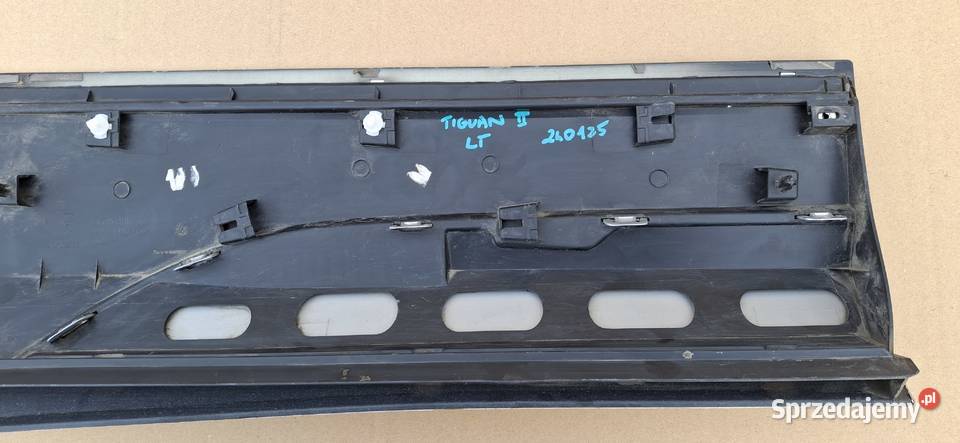 TIGUAN II
LT 240125
Sprzedajemy.pl